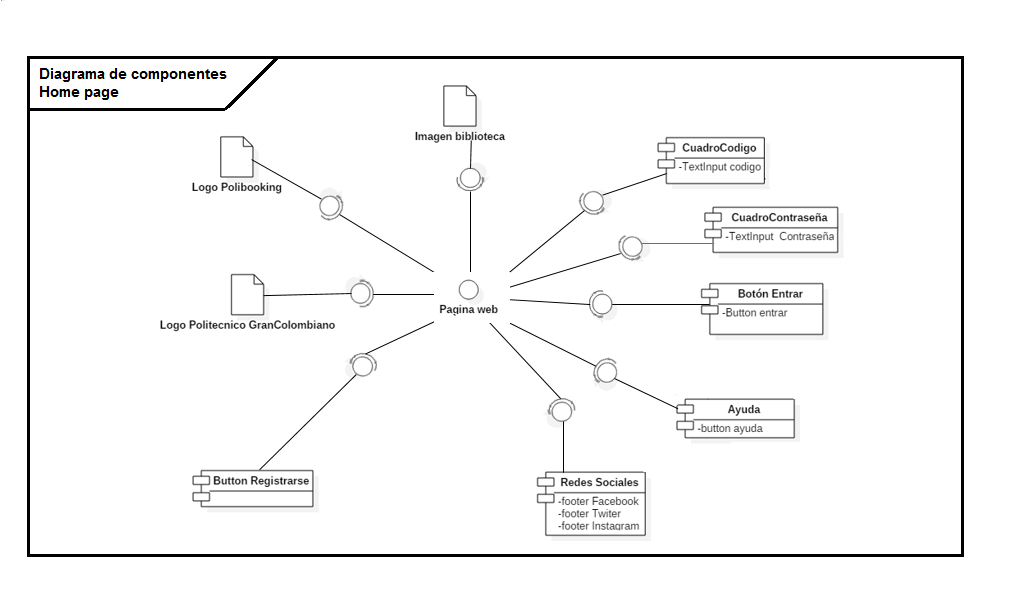 Diagrama de componentes
Home page
Imagen biblioteca
Logo Polibooking
CuadroCodigo
-TextInput codigo
CuadroContraseña
-TextInput Contraseña
Logo Politecnico GranColombiano
Pagina web
Botón Entrar
-Button entrar
Ayuda
-button ayuda
Button Registrarse
Redes Sociales
-footer Facebook
-footer Twiter
-footer Instagram